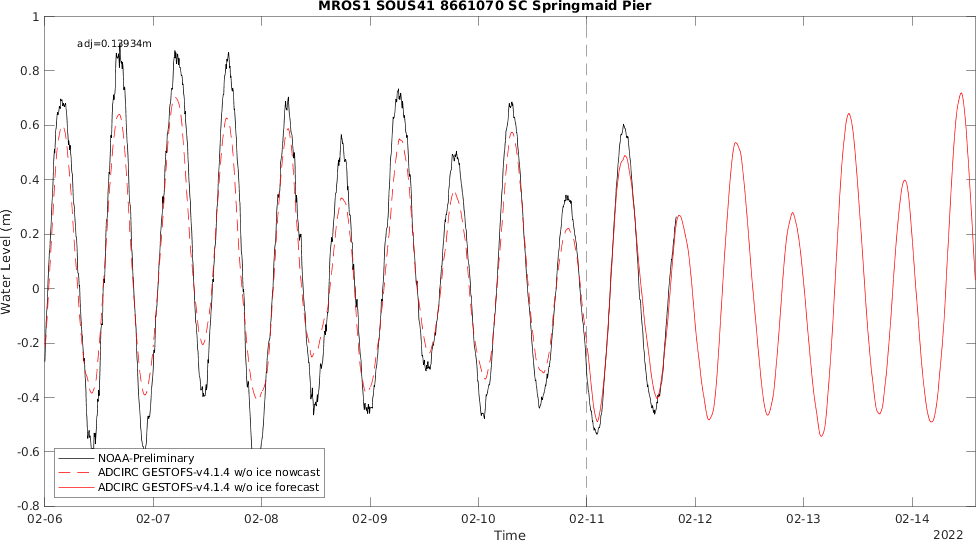 MROS1 SOUS41 8661070 SC Springmaid Pier
adj=0.13934m
1
0.8
0.6
0.4
0.2
0
-0.2
-0.4
-0.6
-0.8
Water Level (m)
NOAA-Preliminary
ADCIRC GESTOFS-v4.1.4 w/o ice nowcast
ADCIRC GESTOFS-v4.1.4 w/o ice forecast
02-06 02-07 02-08 02-09 02-10 02-11 02-12 02-13 02-14
Time
2022